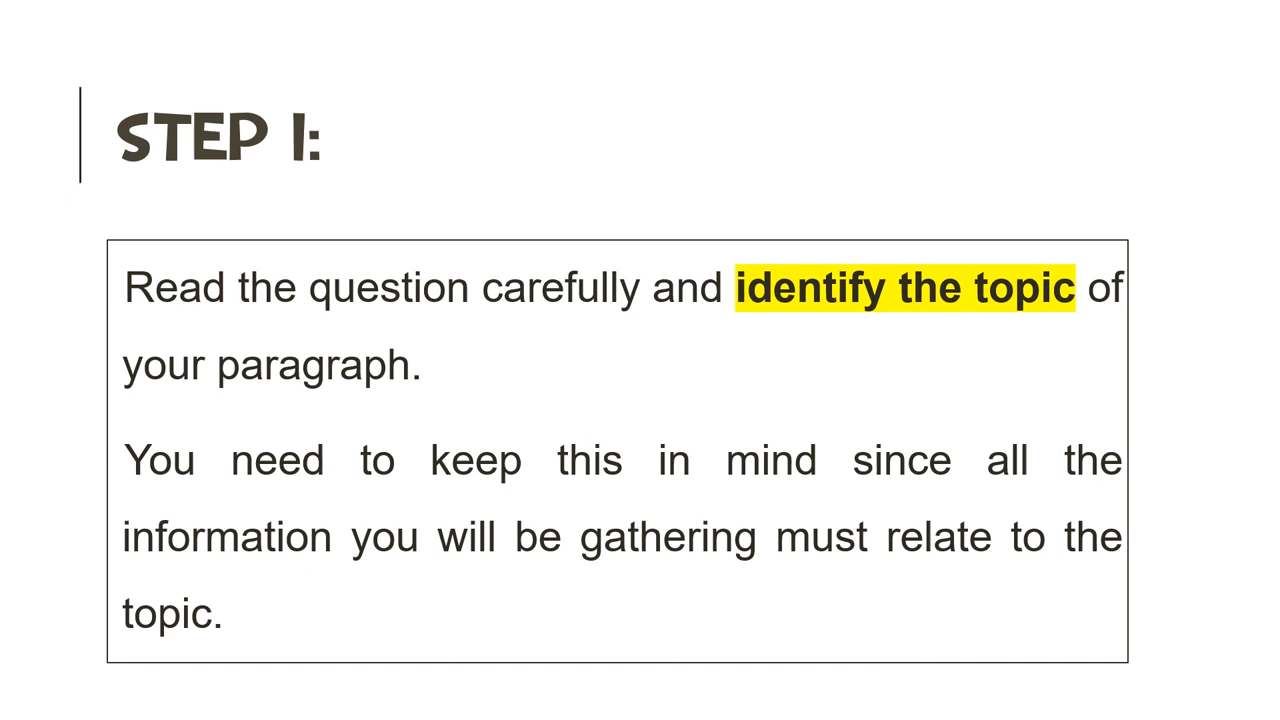 STEP 1:
Read the question carefully and identify the topic of
your paragraph.
You need to keep this in mind since all the
information you will be gathering must relate to the
topic.